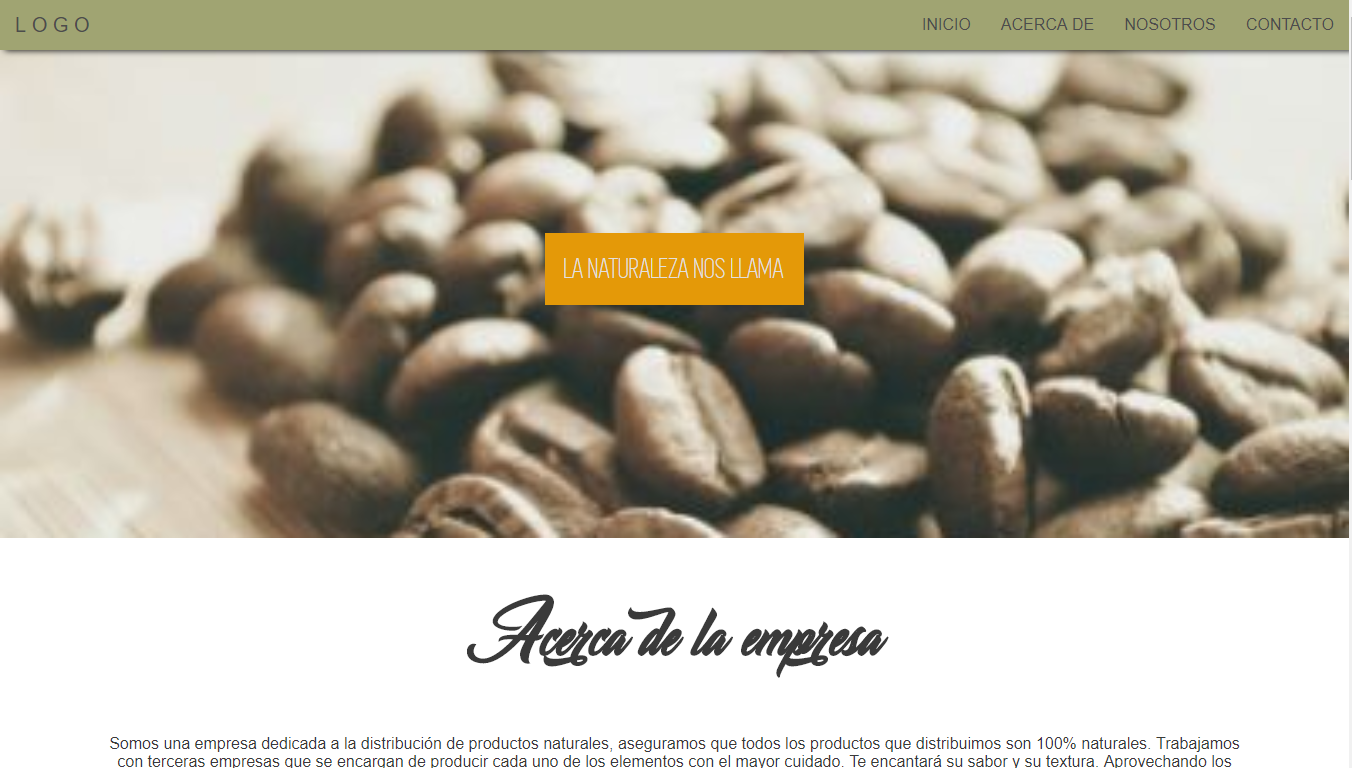 LOGO
INICIO ACERCA DE NOSOTROS CONTACTO
LA NATURALEZA NOS LLAMA
Acerca de la empresa
Somos una empresa dedicada a la distribución de productos naturales, aseguramos que todos los productos que distribuimos son 100% naturales. Trabajamos
con terceras empresas que se encargan de producir cada uno de los elementos con el mayor cuidado. Te encantará su sabor y su textura. Aprovechando los